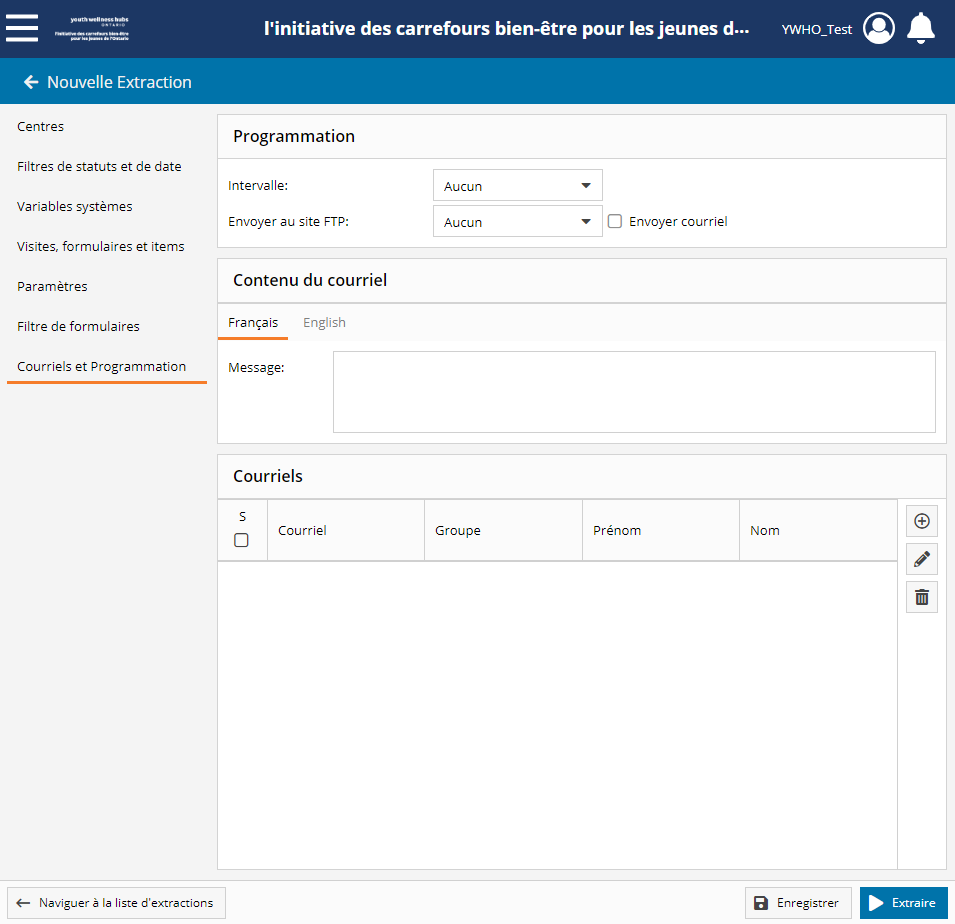 youth wellness hubs
ONTARIO
l'initiative des carrefours bien-être
pour les jeunes de l'Ontario
l'initiative des carrefours bien-être pour les jeunes d...
YWHO_Test
Nouvelle Extraction
Centres
Filtres de statuts et de date
Variables systèmes
Visites, formulaires et items
Paramètres
Filtre de formulaires
Courriels et Programmation
Programmation
Intervalle: Aucun
Envoyer au site FTP: Aucun Envoyer courriel
Contenu du courriel
Français English
Message:
Courriels
S Courriel Groupe Prénom Nom
Naviguer à la liste d'extractions Enregistrer Extraire